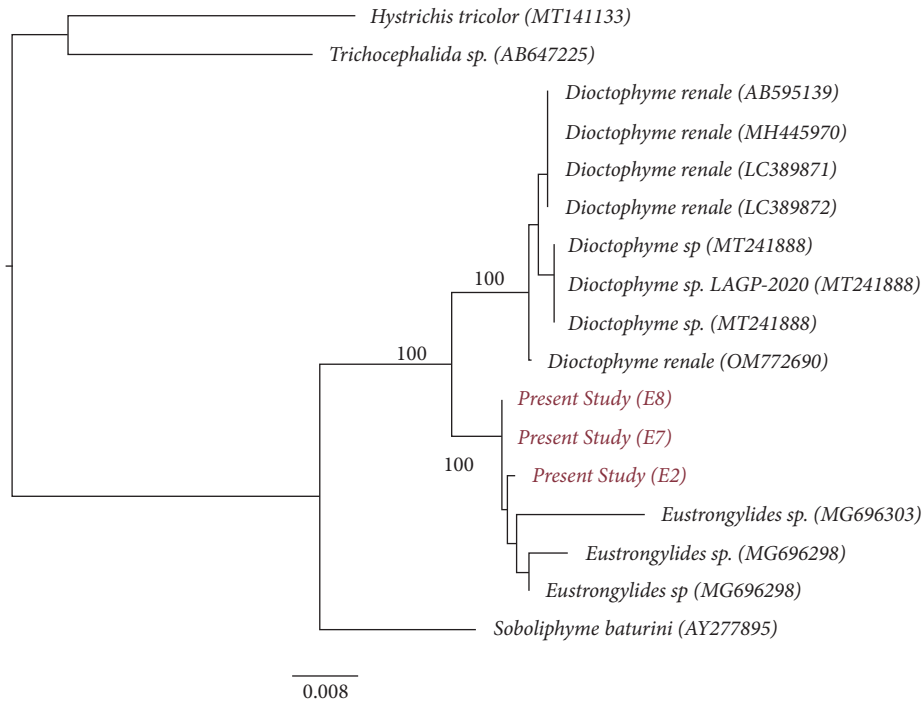 Hystrichis tricolor (MT141133)
Trichocephalida sp. (AB647225)
Dioctophyme renale (AB595139)
Dioctophyme renale (MH445970)
Dioctophyme renale (LC389871)
Dioctophyme renale (LC389872)
Dioctophyme sp (MT241888)
100
Dioctophyme sp. LAGP-2020 (MT241888)
Dioctophyme sp. (MT241888)
100
Dioctophyme renale (OM772690)
Present Study (E8)
Present Study (E7)
100
Present Study (E2)
Eustrongylides sp. (MG696303)
Eustrongylides sp. (MG696298)
Eustrongylides sp (MG696298)
Soboliphyme baturini (AY277895)
0.008